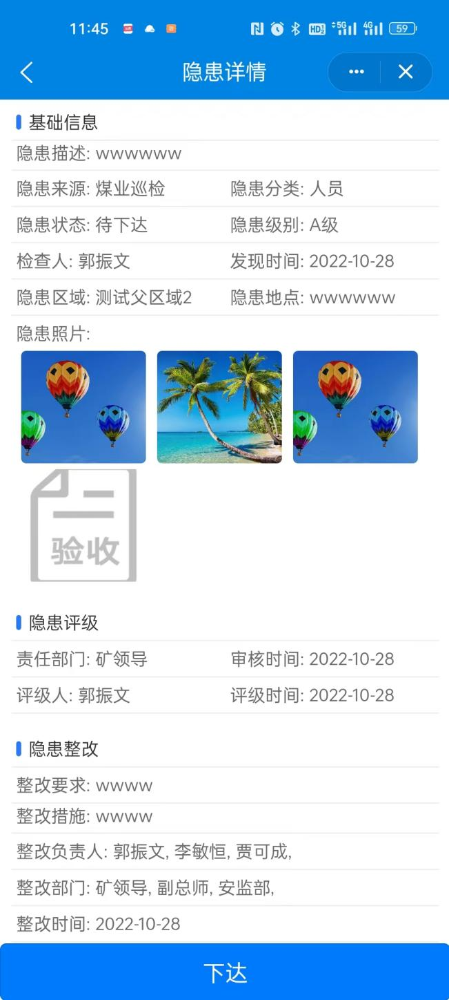 11:45 HD 5G 4G 59
隐患详情
基础信息
隐患描述: wwwwww
隐患来源: 煤业巡检 隐患分类: 人员
隐患状态: 待下达 隐患级别: A级
检查人: 郭振文 发现时间: 2022-10-28
隐患区域: 测试父区域2 隐患地点: wwwwww
隐患照片:
验收
隐患评级
责任部门: 矿领导 审核时间: 2022-10-28
评级人: 郭振文 评级时间: 2022-10-28
隐患整改
整改要求: wwww
整改措施: wwww
整改负责人: 郭振文, 李敏恒, 贾可成,
整改部门: 矿领导, 副总师, 安监部,
整改时间: 2022-10-28
下达